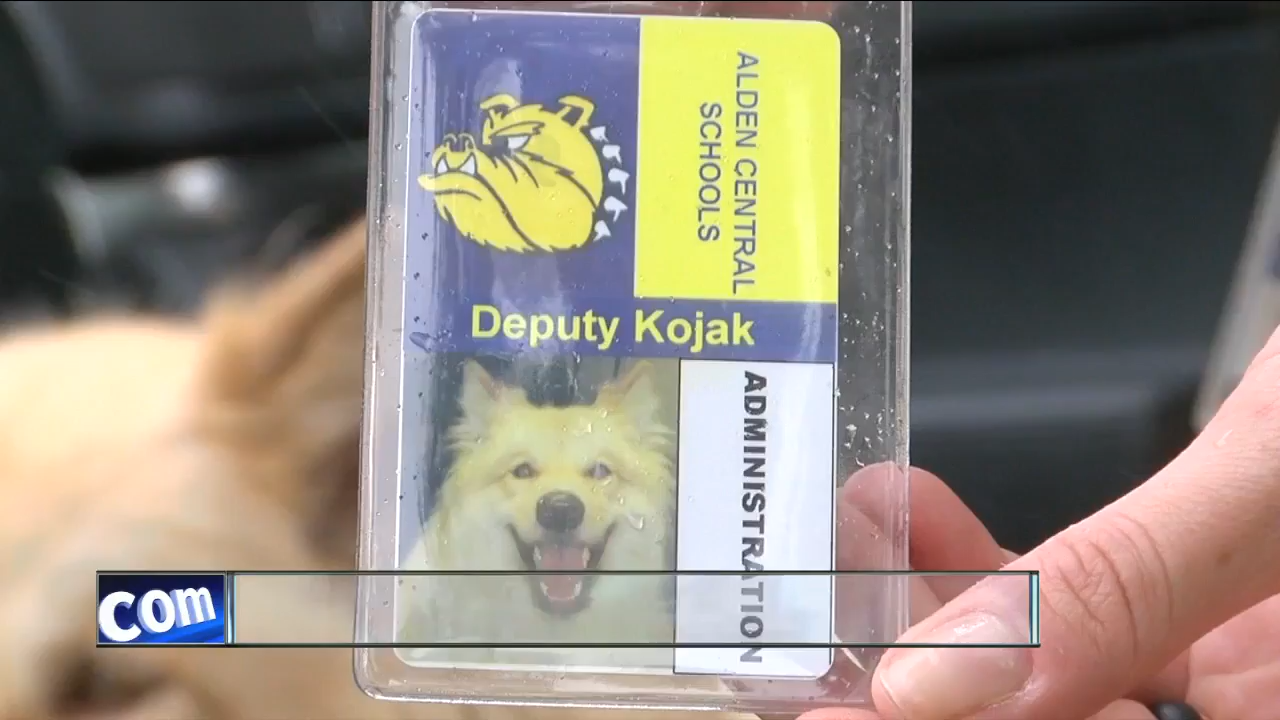 ALDEN CENTRAL
SCHOOLS
Deputy Kojak
ADMINISTRATION
COM